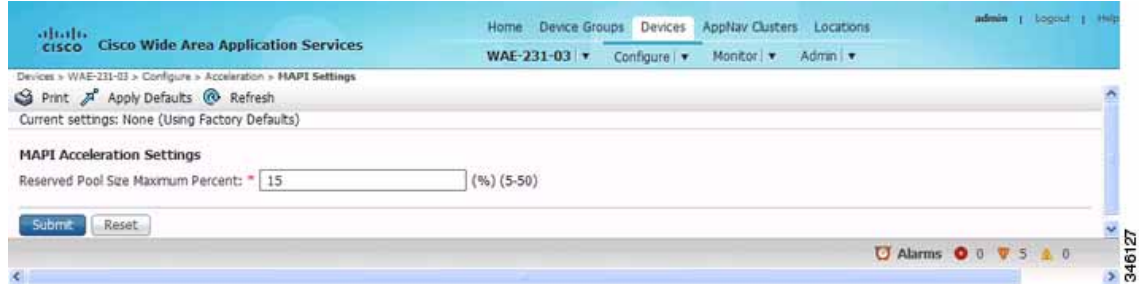 Home Device Groups Devices AppNav Clusters Locations
admin | Logout | Help
CISCO Cisco Wide Area Application Services
WAE-231-03 Configure Monitor Admin
Devices > WAE-231-03 > Configure > Acceleration > MAPI Settings
Print Apply Defaults Refresh
Current settings: None (Using Factory Defaults)
MAPI Acceleration Settings
Reserved Pool Size Maximum Percent: * 15 (%) (5-50)
Submit Reset
Alarms 0 5 0
346127